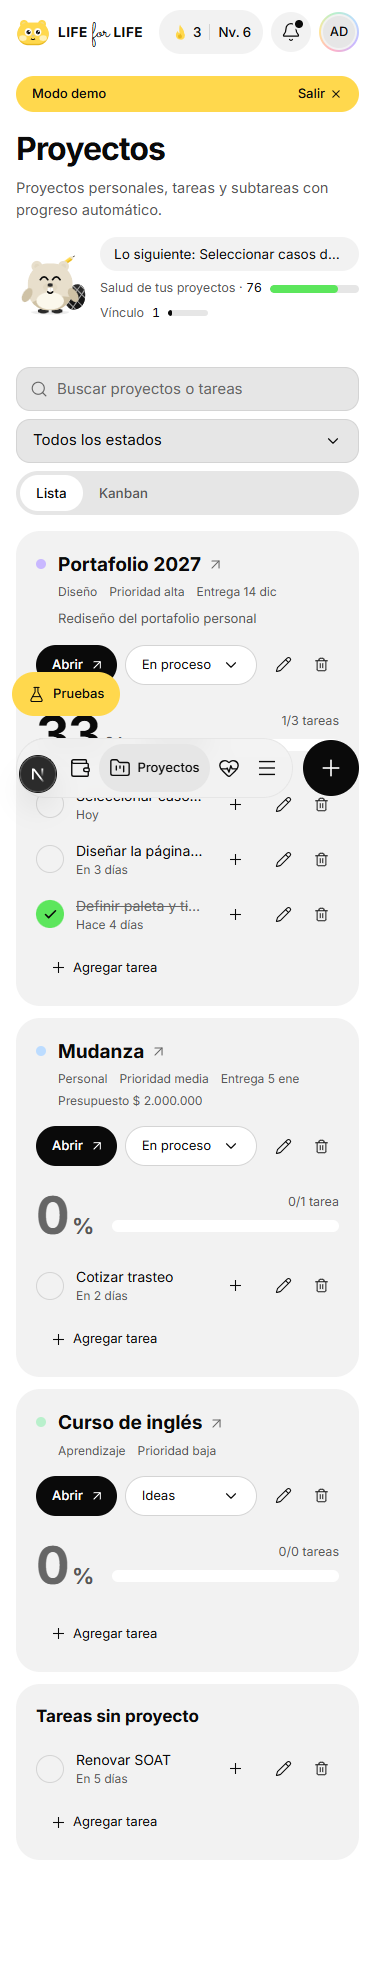 LIFE for LIFE
3 Nv. 6
AD
Modo demo
Salir
Proyectos
Proyectos personales, tareas y subtareas con
progreso automático.
Lo siguiente: Seleccionar casos d...
Salud de tus proyectos · 76
Vínculo 1
Buscar proyectos o tareas
Todos los estados
Lista
Kanban
Portafolio 2027
Diseño Prioridad alta Entrega 14 dic
Rediseño del portafolio personal
Abrir
En proceso
Pruebas
33%
1/3 tareas
N
Proyectos
Seleccionar caso...
Hoy
Diseñar la página...
En 3 días
Definir paleta y ti...
Hace 4 días
Agregar tarea
Mudanza
Personal Prioridad media Entrega 5 ene
Presupuesto $ 2.000.000
Abrir
En proceso
0%
0/1 tarea
Cotizar trasteo
En 2 días
Agregar tarea
Curso de inglés
Aprendizaje Prioridad baja
Abrir
Ideas
0%
0/0 tareas
Agregar tarea
Tareas sin proyecto
Renovar SOAT
En 5 días
Agregar tarea